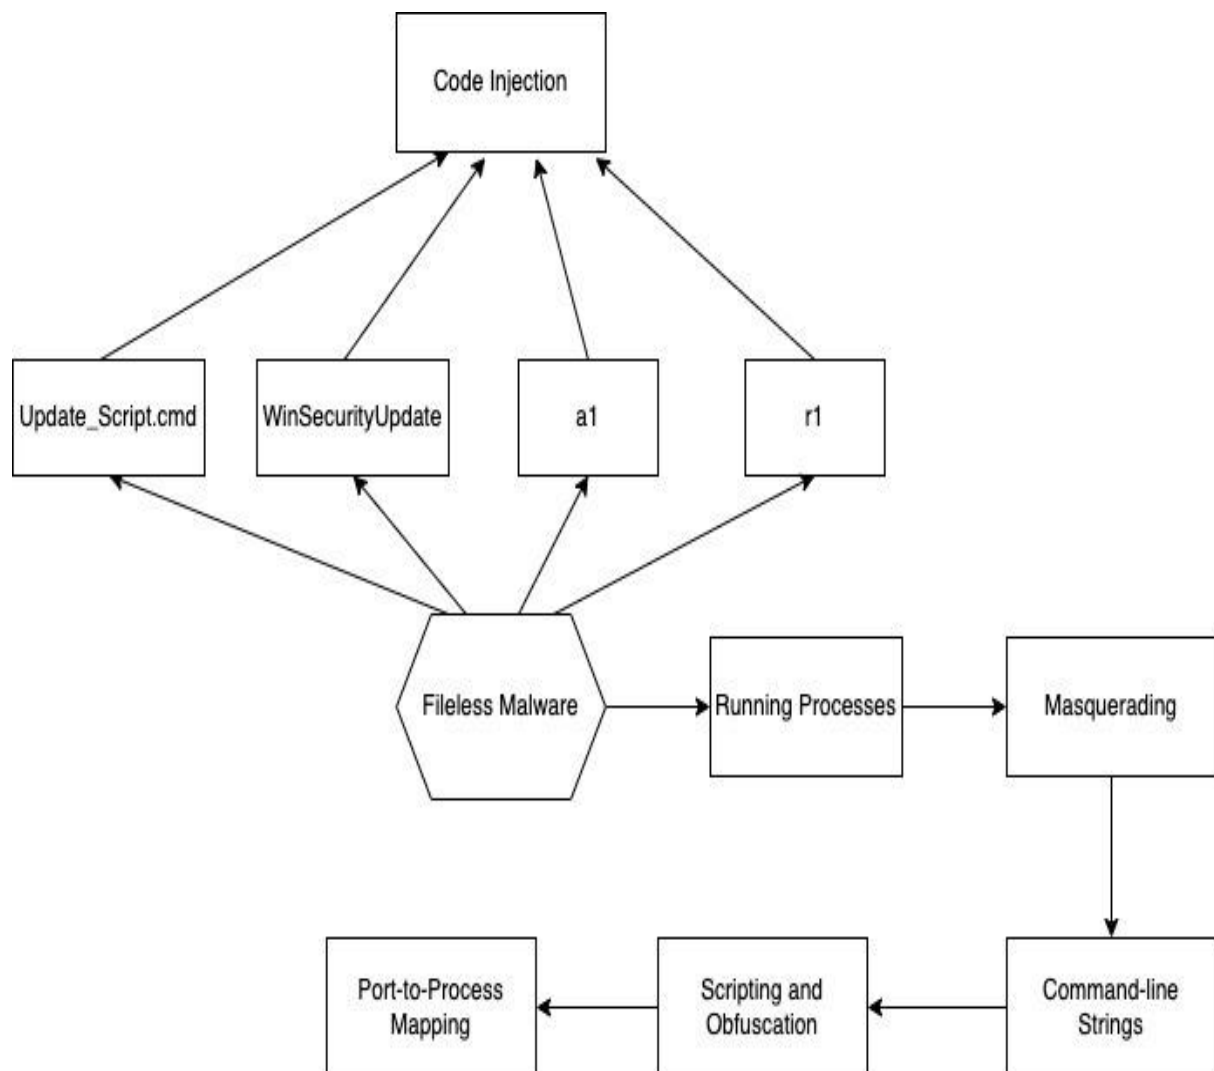 Code Injection
Update_Script.cmd
WinSecurityUpdate
a1
r1
Fileless Malware
Running Processes
Masquerading
Port-to-Process
Mapping
Scripting and
Obfuscation
Command-line
Strings